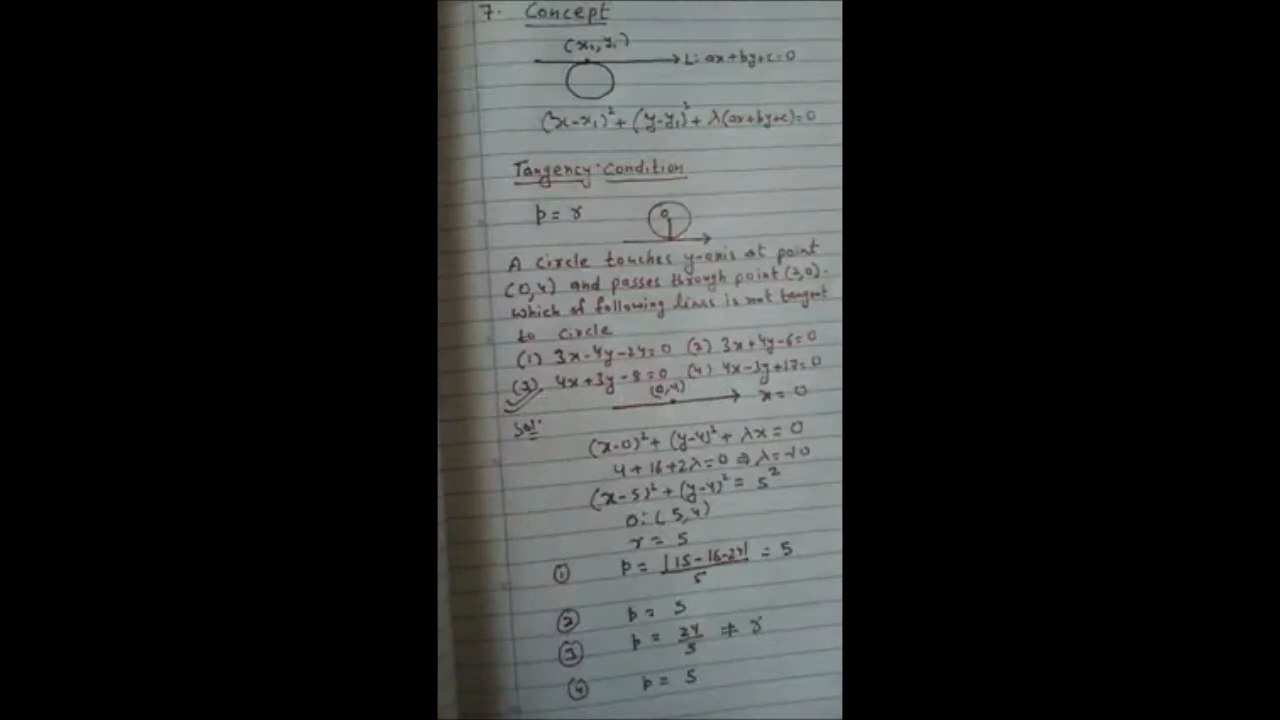 7. Concept
(x₁, y₁)
L: ax+by+c=0
(x-x₁)² + (y-y₁)² + λ(ax+by+c)=0
Tangency Condition
p = r
A circle touches y-axis at point
(0,4) and passes through point (2,0).
which of following lines is not tangent
to circle
(1) 3x-4y-24=0 (2) 3x+4y-6=0
(3) 4x+3y-8=0 (4) 4x-3y+17=0
(0,4)
x = 0
Sol:
(x-0)² + (y-4)² + λx = 0
4 + 16 + 2λ = 0 ⇒ λ = -10
(x-5)² + (y-4)² = 5²
O: (5,4)
r = 5
① p = |15-16-24| / 5 = 5
② p = 5
③ p = 24/5 ≠ r
④ p = 5